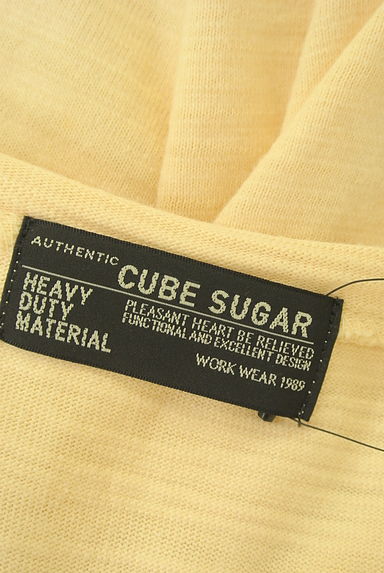 AUTHENTIC
CUBE SUGAR
HEAVY
DUTY
MATERIAL
PLEASANT HEART BE RELIEVED
FUNCTIONAL AND EXCELLENT DESIGN
WORK WEAR 1989